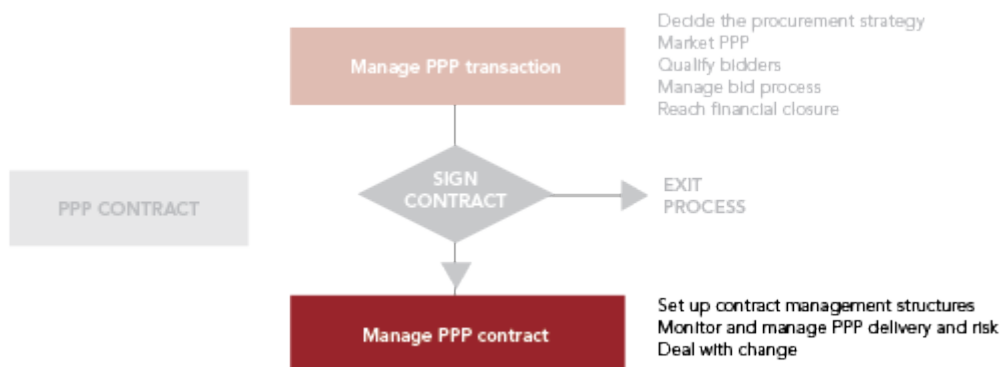 Manage PPP transaction
Decide the procurement strategy
Market PPP
Qualify bidders
Manage bid process
Reach financial closure
PPP CONTRACT
SIGN
CONTRACT
EXIT
PROCESS
Manage PPP contract
Set up contract management structures
Monitor and manage PPP delivery and risk
Deal with change